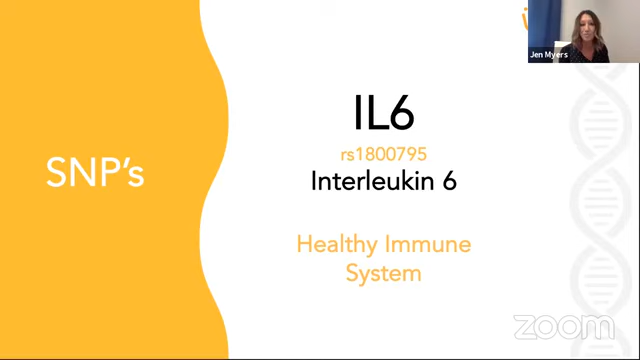 Jen Myers
SNP's
IL6
rs1800795
Interleukin 6
Healthy Immune
System
zoom